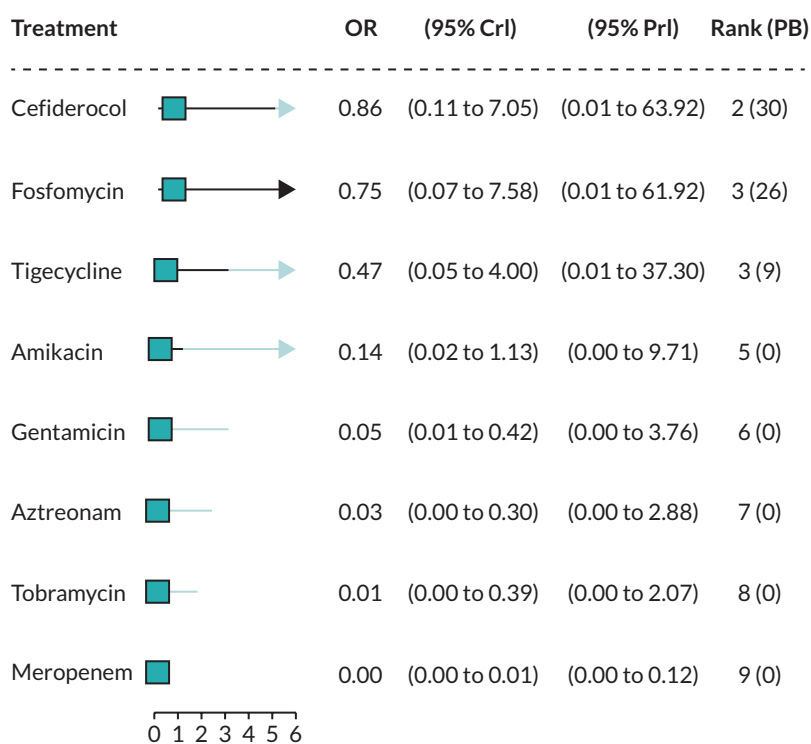 Treatment OR (95% Crl) (95% Prl) Rank (PB)
Cefiderocol 0.86 (0.11 to 7.05) (0.01 to 63.92) 2 (30)
Fosfomycin 0.75 (0.07 to 7.58) (0.01 to 61.92) 3 (26)
Tigecycline 0.47 (0.05 to 4.00) (0.01 to 37.30) 3 (9)
Amikacin 0.14 (0.02 to 1.13) (0.00 to 9.71) 5 (0)
Gentamicin 0.05 (0.01 to 0.42) (0.00 to 3.76) 6 (0)
Aztreonam 0.03 (0.00 to 0.30) (0.00 to 2.88) 7 (0)
Tobramycin 0.01 (0.00 to 0.39) (0.00 to 2.07) 8 (0)
Meropenem 0.00 (0.00 to 0.01) (0.00 to 0.12) 9 (0)
0 1 2 3 4 5 6